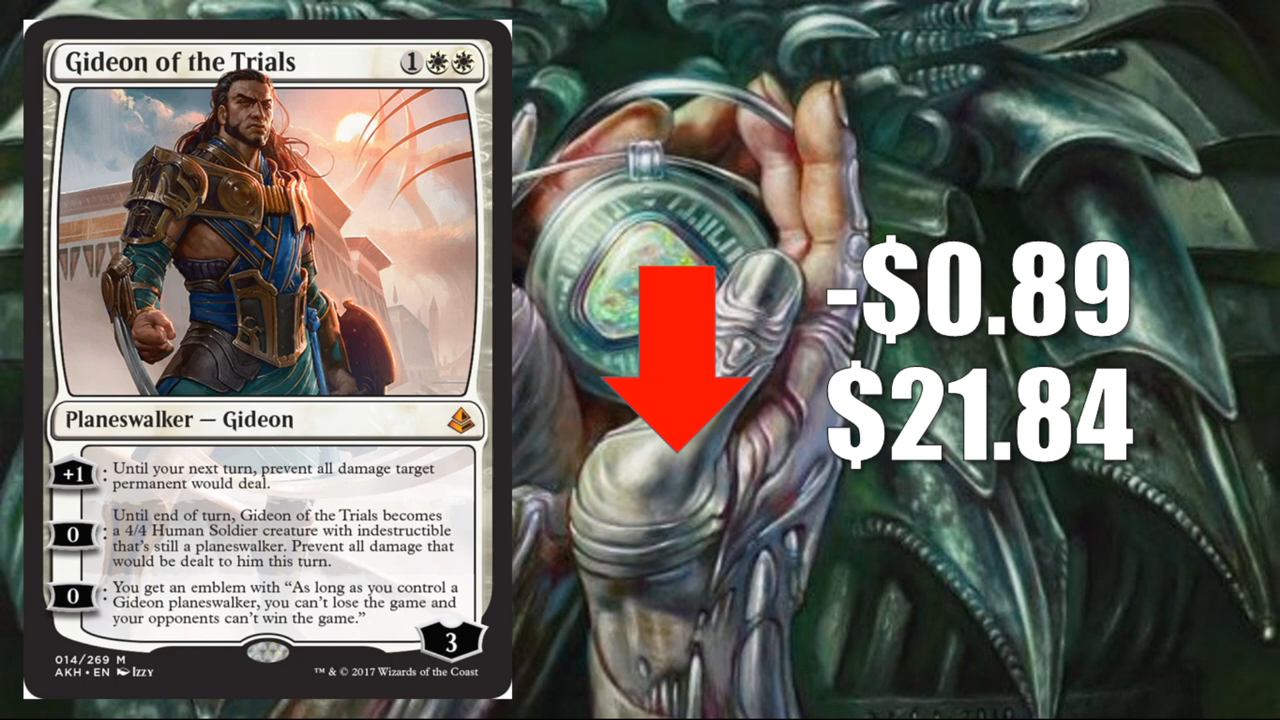 Gideon of the Trials 1
Planeswalker — Gideon
+1 : Until your next turn, prevent all damage target
permanent would deal.
0 : Until end of turn, Gideon of the Trials becomes
a 4/4 Human Soldier creature with indestructible
that's still a planeswalker. Prevent all damage that
would be dealt to him this turn.
0 : You get an emblem with “As long as you control a
Gideon planeswalker, you can't lose the game and
your opponents can't win the game.”
3
014/269 M
AKH • EN Izzy
™ & © 2017 Wizards of the Coast
-$0.89
$21.84